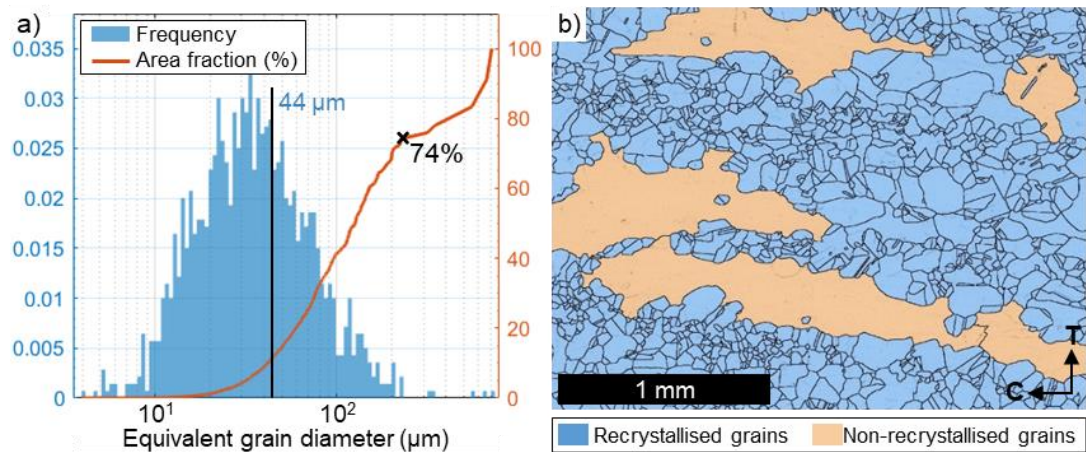 a)
Frequency
Area fraction (%)
44 µm
74%
0.035
0.03
0.025
0.02
0.015
0.01
0.005
0
100
80
60
40
20
0
10¹
10²
Equivalent grain diameter (µm)
b)
1 mm
T
C
Recrystallised grains
Non-recrystallised grains